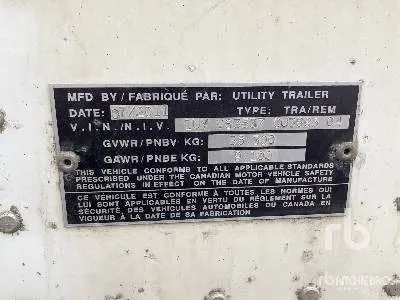 MFD BY/FABRIQUÉ PAR: UTILITY TRAILER
DATE: TYPE: TRA/REM
V.I.N./N.I.V.
GVWR/PNBV KG:
GAWR/PNBE KG:
THIS VEHICLE CONFORMS TO ALL APPLICABLE STANDARDS
PRESCRIBED UNDER THE CANADIAN MOTOR VEHICLE SAFETY
REGULATIONS IN EFFECT ON THE DATE OF MANUFACTURE
CE VÉHICULE EST CONFORME À TOUTES LES NORMES QUI
LUI SONT APPLICABLES EN VERTU DU RÈGLEMENT SUR LA
SÉCURITÉ DES VÉHICULES AUTOMOBILES DU CANADA EN
VIGUEUR À LA DATE DE SA FABRICATION
rb
RITCHIE BROS